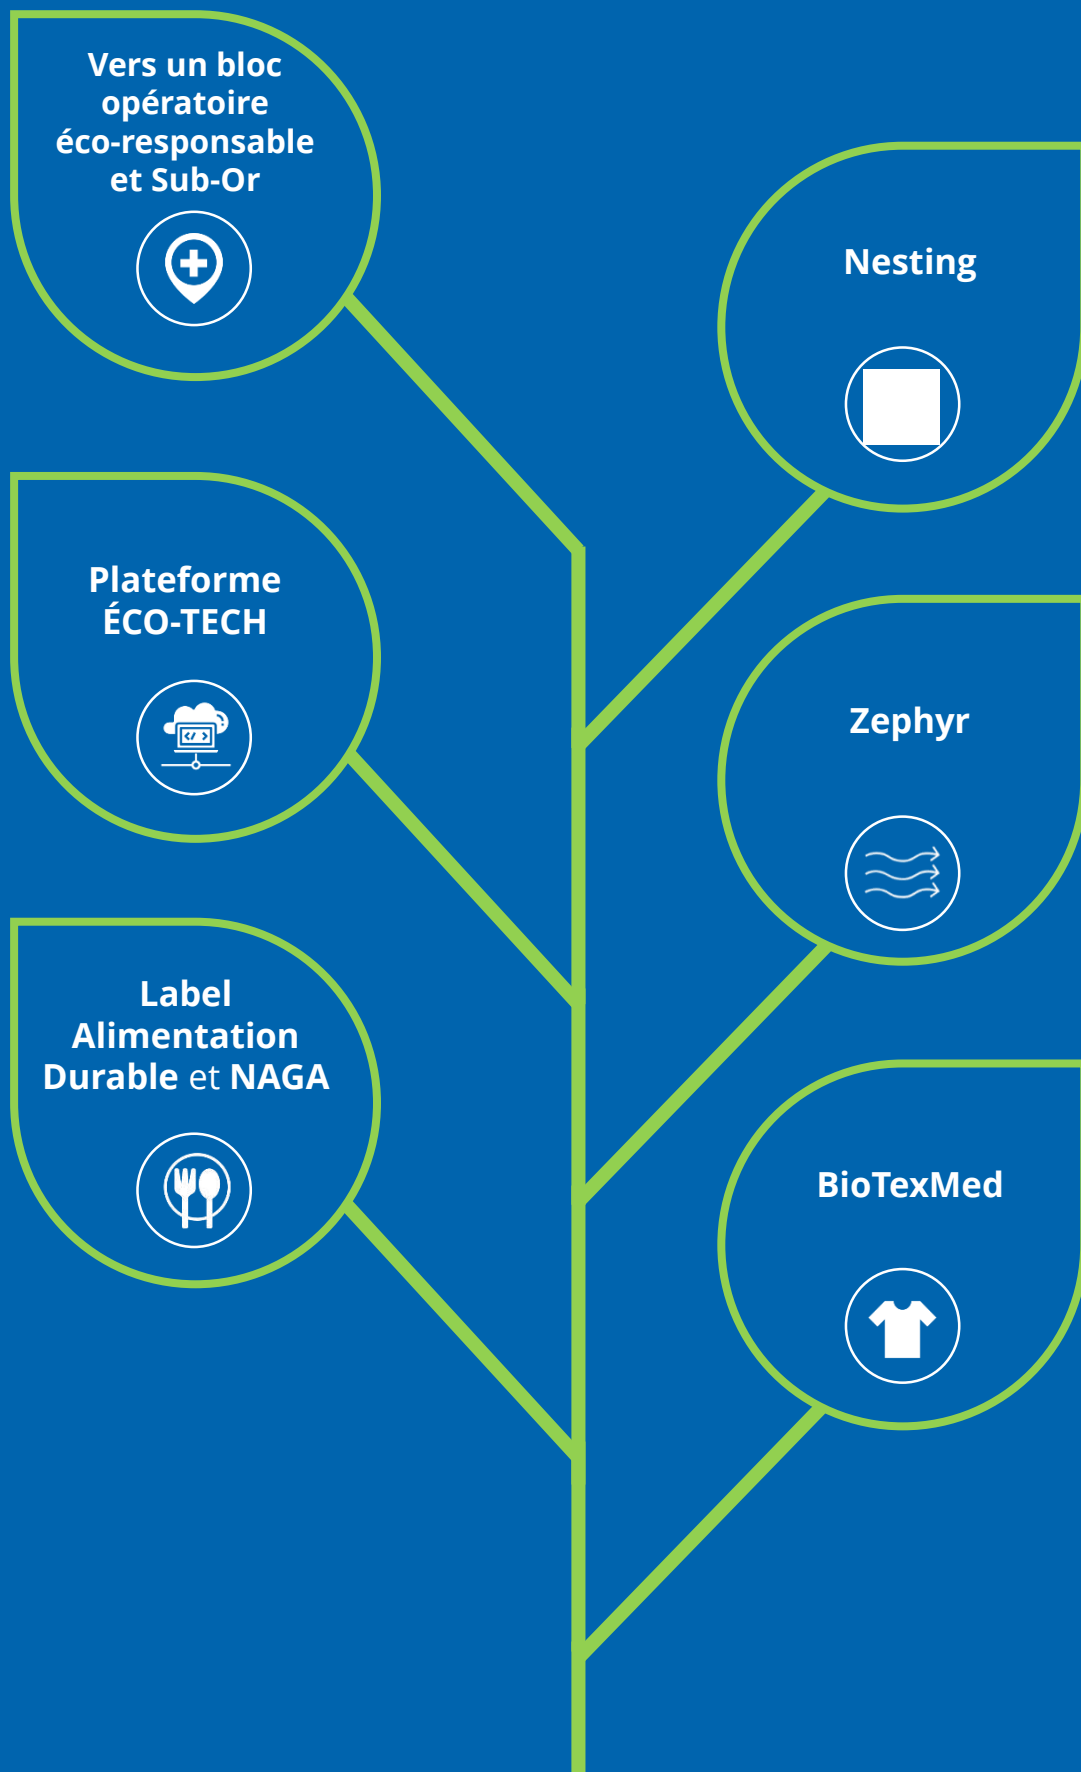 Vers un bloc
opératoire
éco-responsable
et Sub-Or
Nesting
Plateforme
ÉCO-TECH
Zephyr
Label
Alimentation
Durable et NAGA
BioTexMed